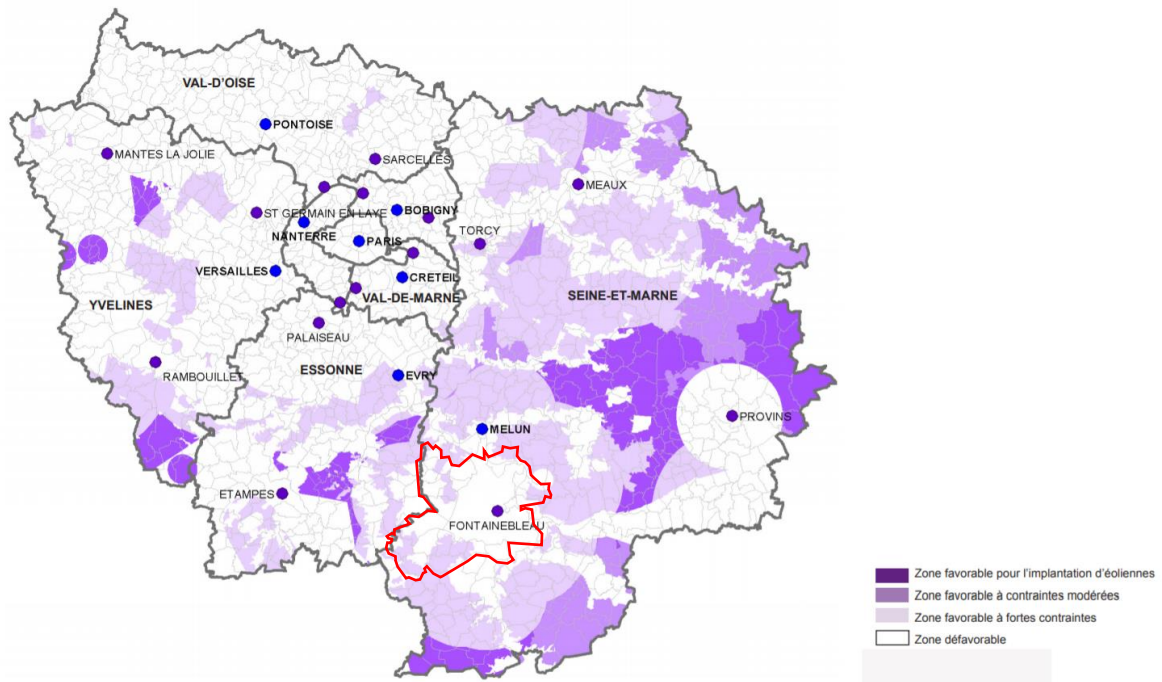 VAL-D'OISE
PONTOISE
MANTES LA JOLIE
SARCELLES
MEAUX
ST GERMAIN EN LAYE
BOBIGNY
NANTERRE
PARIS
TORCY
VERSAILLES
CRETEIL
VAL-DE-MARNE
SEINE-ET-MARNE
YVELINES
PALAISEAU
ESSONNE
RAMBOUILLET
EVRY
PROVINS
MELUN
ETAMPES
FONTAINEBLEAU
Zone favorable pour l'implantation d'éoliennes
Zone favorable à contraintes modérées
Zone favorable à fortes contraintes
Zone défavorable